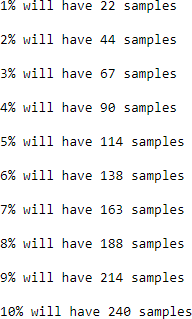 1% will have 22 samples
2% will have 44 samples
3% will have 67 samples
4% will have 90 samples
5% will have 114 samples
6% will have 138 samples
7% will have 163 samples
8% will have 188 samples
9% will have 214 samples
10% will have 240 samples